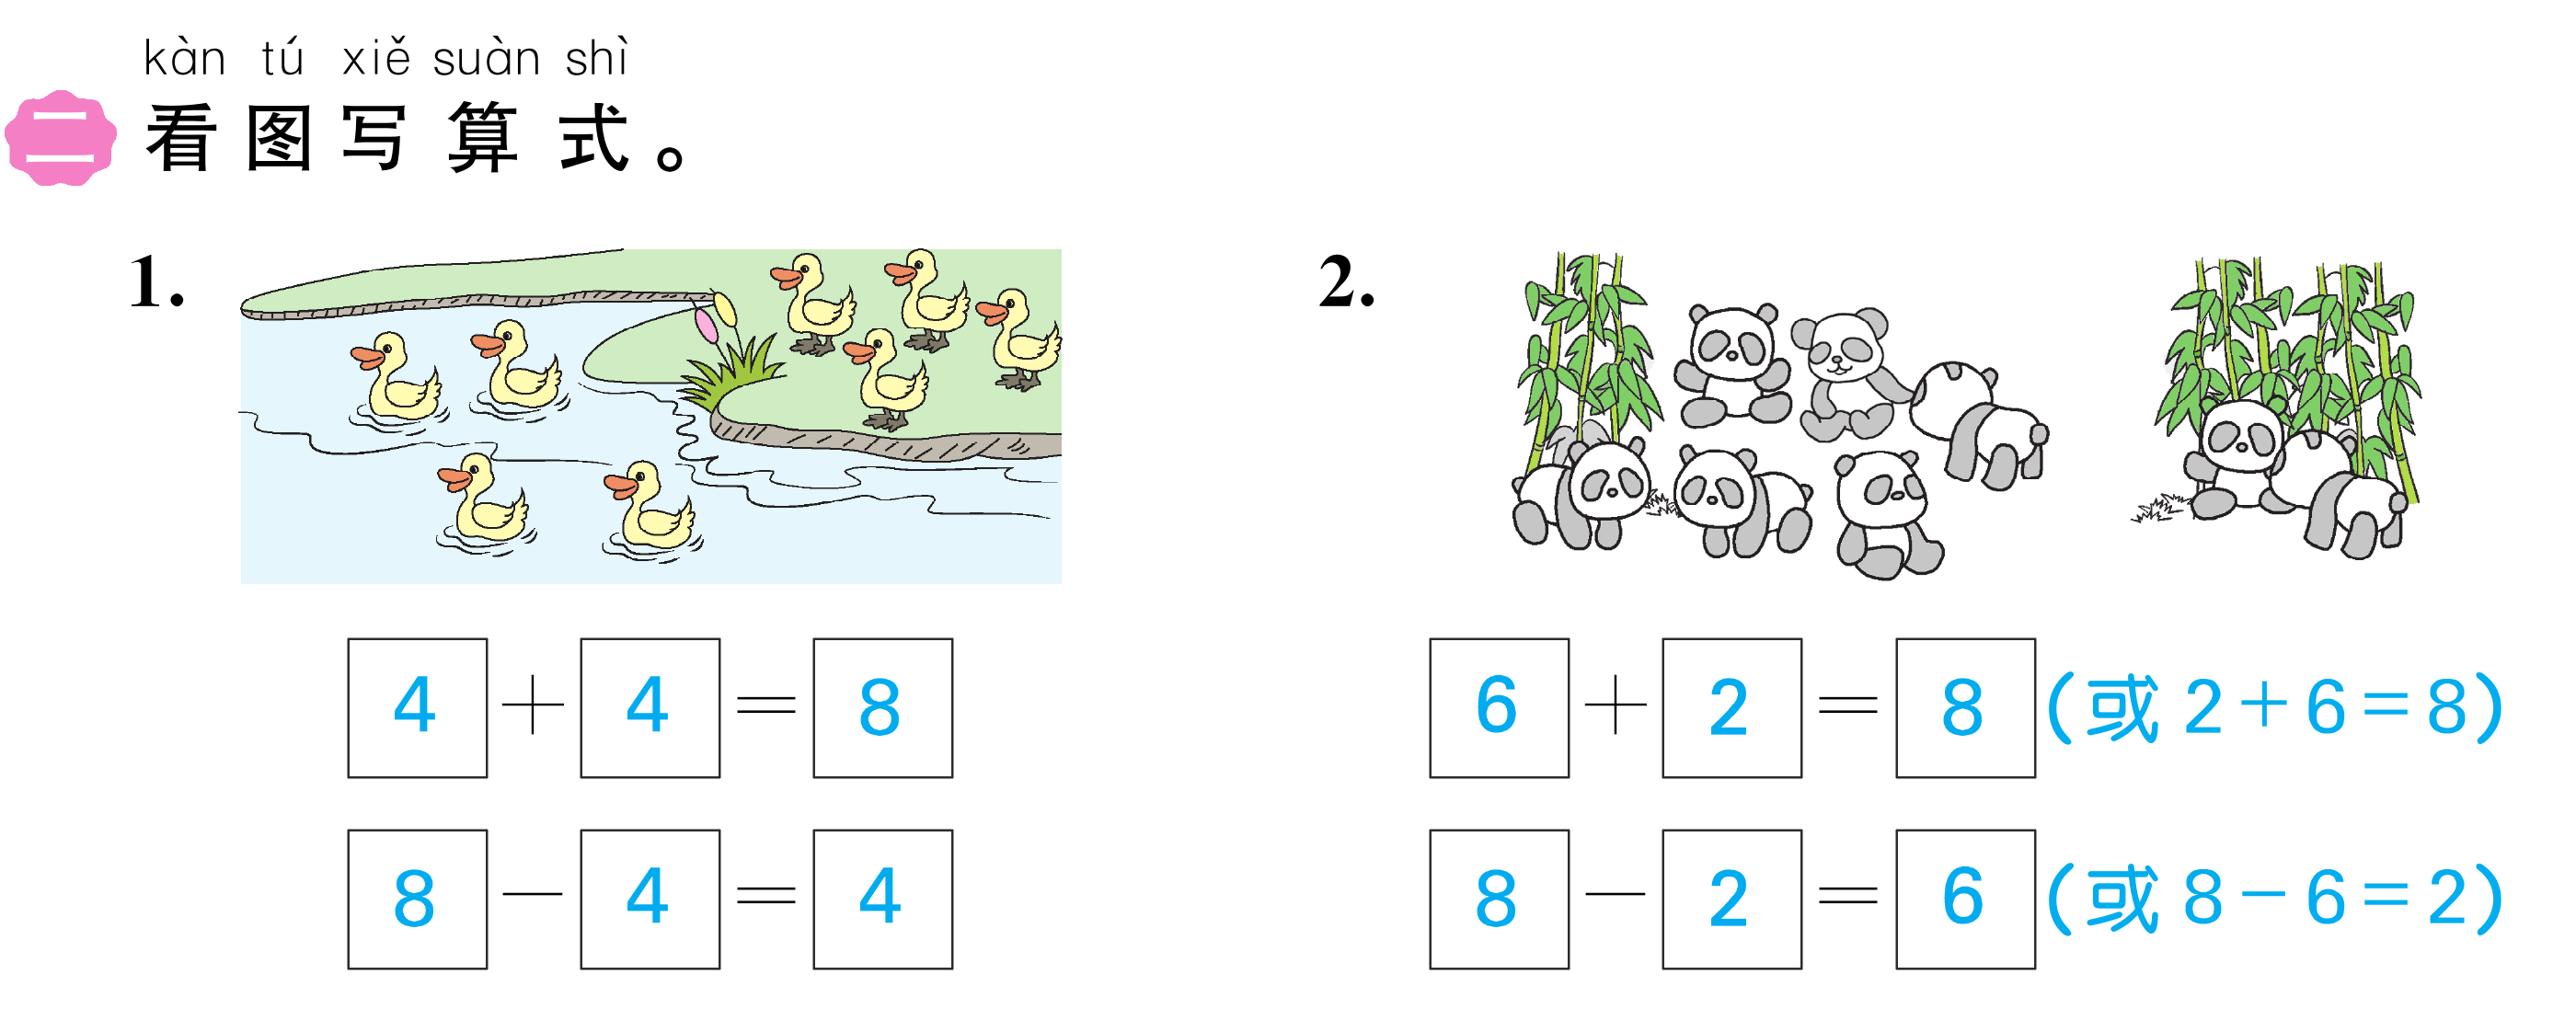 kàn tú xiě suàn shì
二 看图写算式。
1. 2.
4 + 4 = 8
6 + 2 = 8 (或 2 + 6 = 8)
8 − 4 = 4
8 − 2 = 6 (或 8 − 6 = 2)